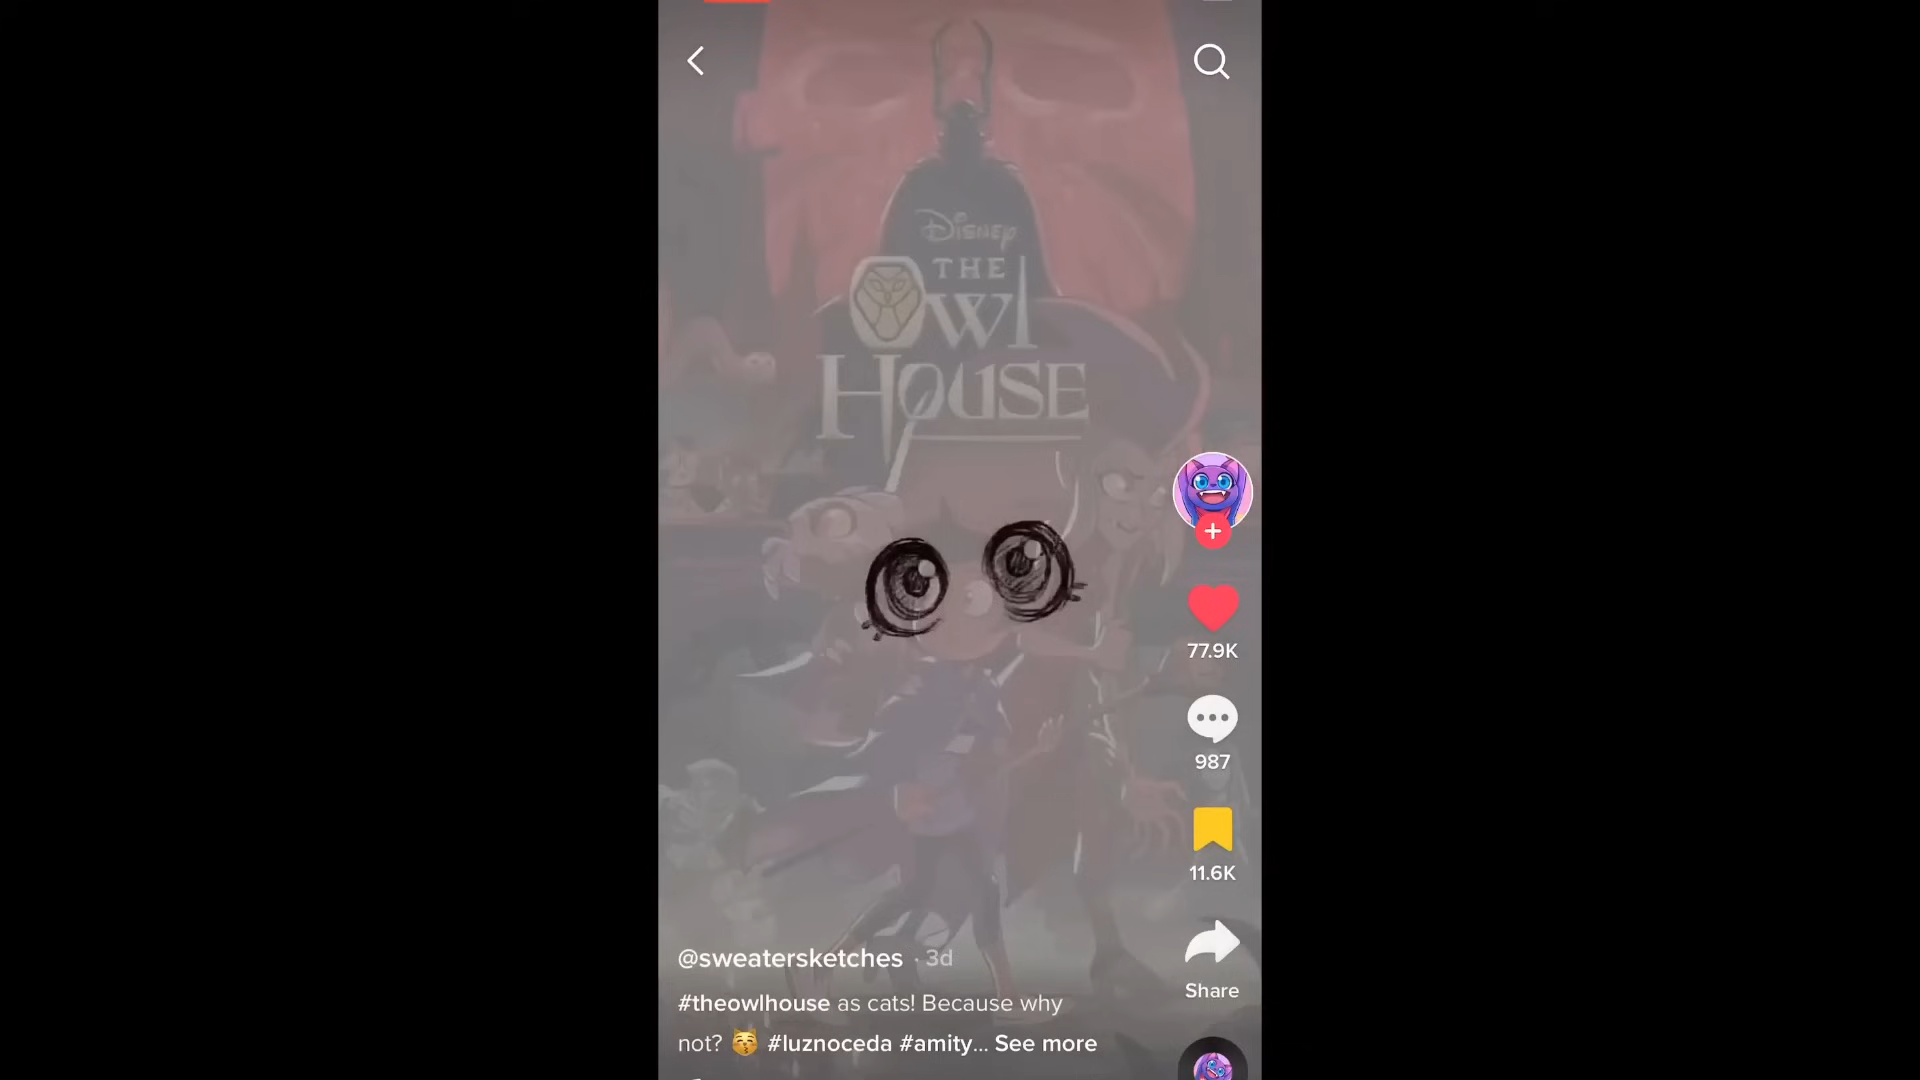 Disney
THE
OWL
HOUSE
77.9K
987
11.6K
Share
@sweatersketches · 3d
#theowlhouse as cats! Because why
not? 😽 #luznoceda #amity... See more